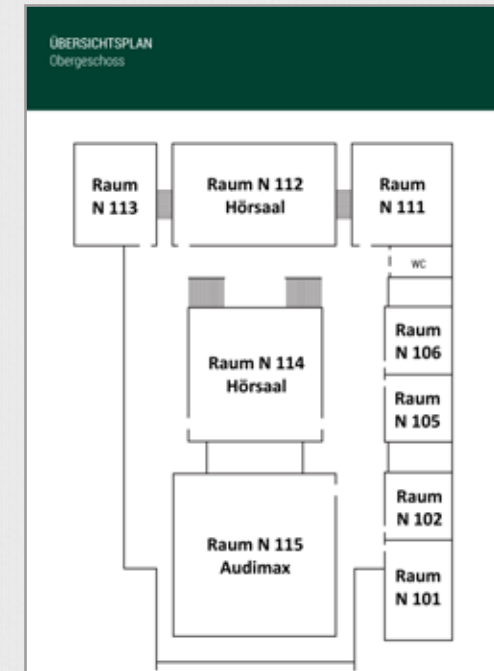 ÜBERSICHTSPLAN
Obergeschoss
Raum
N 113
Raum N 112
Hörsaal
Raum
N 111
WC
Raum N 114
Hörsaal
Raum
N 106
Raum
N 105
Raum
N 102
Raum N 115
Audimax
Raum
N 101